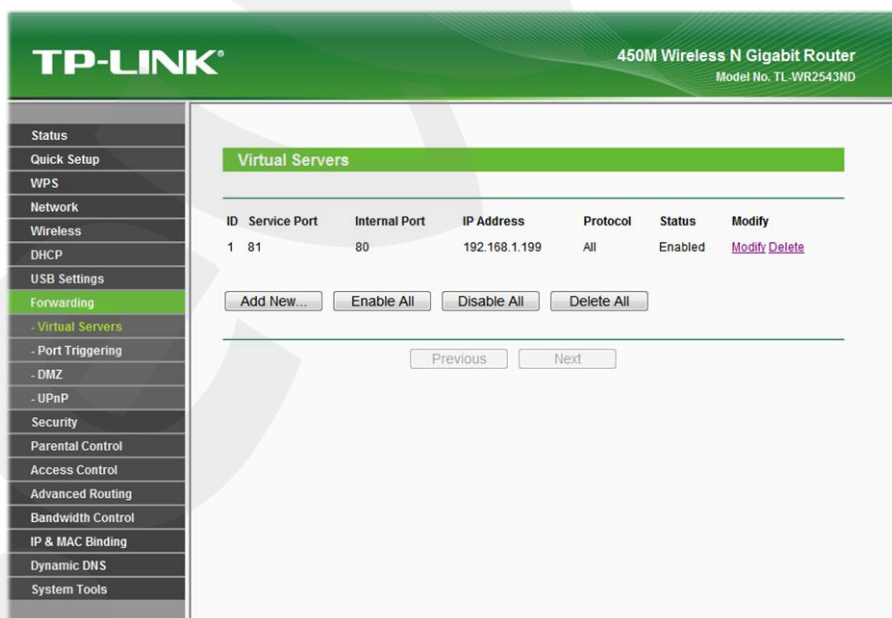 TP-LINK®
450M Wireless N Gigabit Router
Model No. TL-WR2543ND
Status
Quick Setup
WPS
Network
Wireless
DHCP
USB Settings
Forwarding
- Virtual Servers
- Port Triggering
- DMZ
- UPnP
Security
Parental Control
Access Control
Advanced Routing
Bandwidth Control
IP & MAC Binding
Dynamic DNS
System Tools
Virtual Servers
ID Service Port Internal Port IP Address Protocol Status Modify
1 81 80 192.168.1.199 All Enabled Modify Delete
Add New... Enable All Disable All Delete All
Previous Next